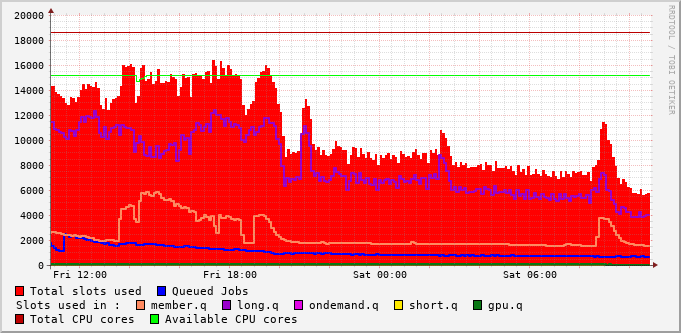 20000
18000
16000
14000
12000
10000
8000
6000
4000
2000
0
Fri 12:00 Fri 18:00 Sat 00:00 Sat 06:00
RRDTOOL / TOBI OETIKER
Total slots used Queued Jobs
Slots used in : member.q long.q ondemand.q short.q gpu.q
Total CPU cores Available CPU cores